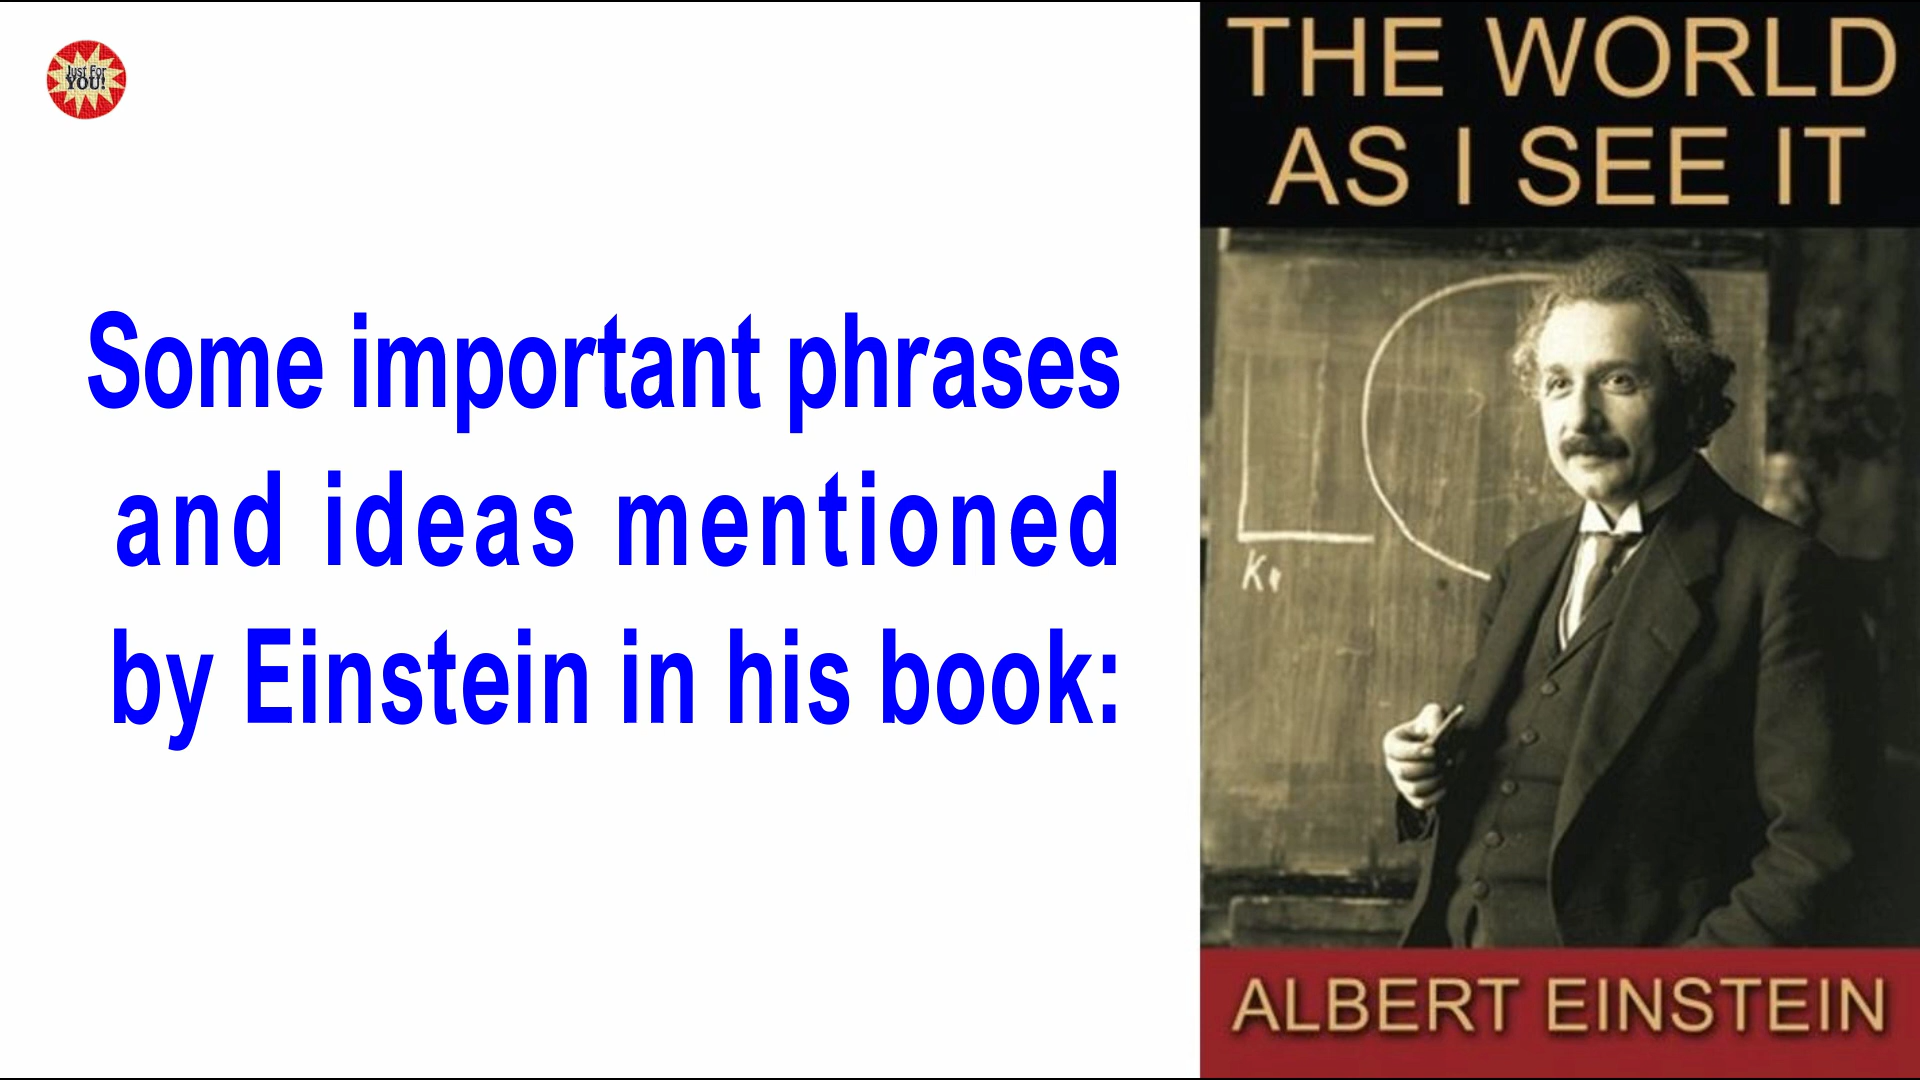 Just For
YOU!
Some important phrases
and ideas mentioned
by Einstein in his book:
THE WORLD
AS I SEE IT
K1
ALBERT EINSTEIN